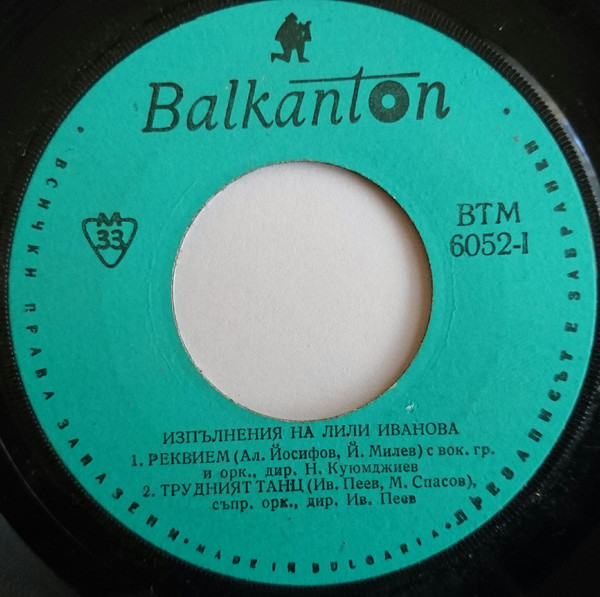 Balkanton
М
33
ВТМ
6052-I
ИЗПЪЛНЕНИЯ НА ЛИЛИ ИВАНОВА
1. РЕКВИЕМ (Ал. Йосифов, Й. Милев) с вок. гр.
и орк., дир. Н. Куюмджиев
2. ТРУДНИЯТ ТАНЦ (Ив. Пеев, М. Спасов),
съпр. орк., дир. Ив. Пеев
• ВСИЧКИ ПРАВА ЗАПАЗЕНИ • MADE IN BULGARIA • ПРЕЗАПИСЪТ Е ЗАБРАНЕН •